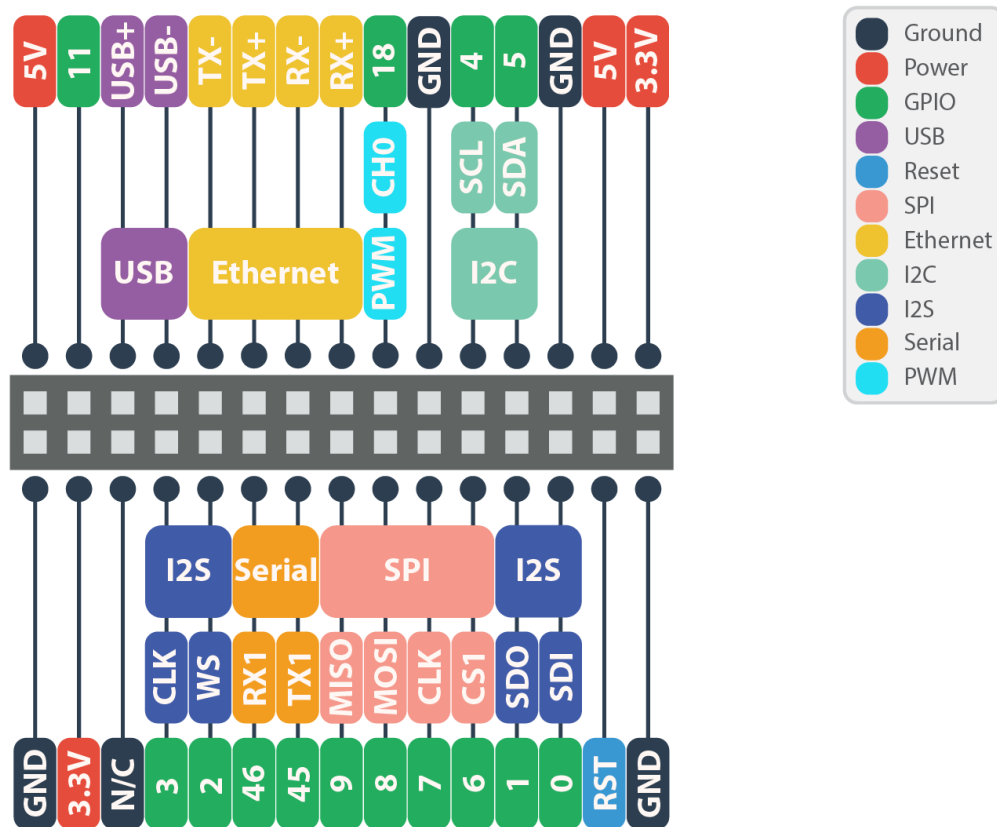 5V 11 USB+ USB- TX- TX+ RX- RX+ 18 GND 4 5 GND 5V 3.3V
CH0 SCL SDA
USB Ethernet PWM I2C
I2S Serial SPI I2S
CLK WS RX1 TX1 MISO MOSI CLK CS1 SDO SDI
GND 3.3V N/C 3 2 46 45 9 8 7 6 1 0 RST GND
Ground
Power
GPIO
USB
Reset
SPI
Ethernet
I2C
I2S
Serial
PWM